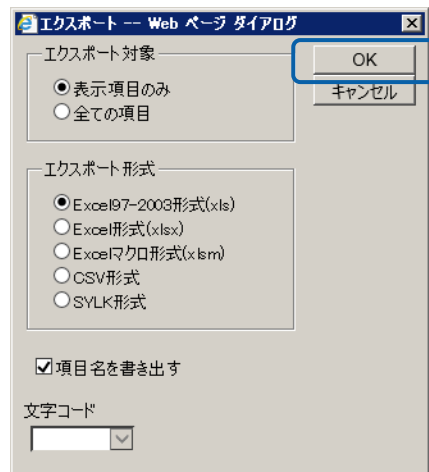 エクスポート -- Web ページ ダイアログ
エクスポート対象
表示項目のみ
全ての項目
OK
キャンセル
エクスポート形式
Excel97-2003形式(xls)
Excel形式(xlsx)
Excelマクロ形式(xlsm)
CSV形式
SYLK形式
項目名を書き出す
文字コード